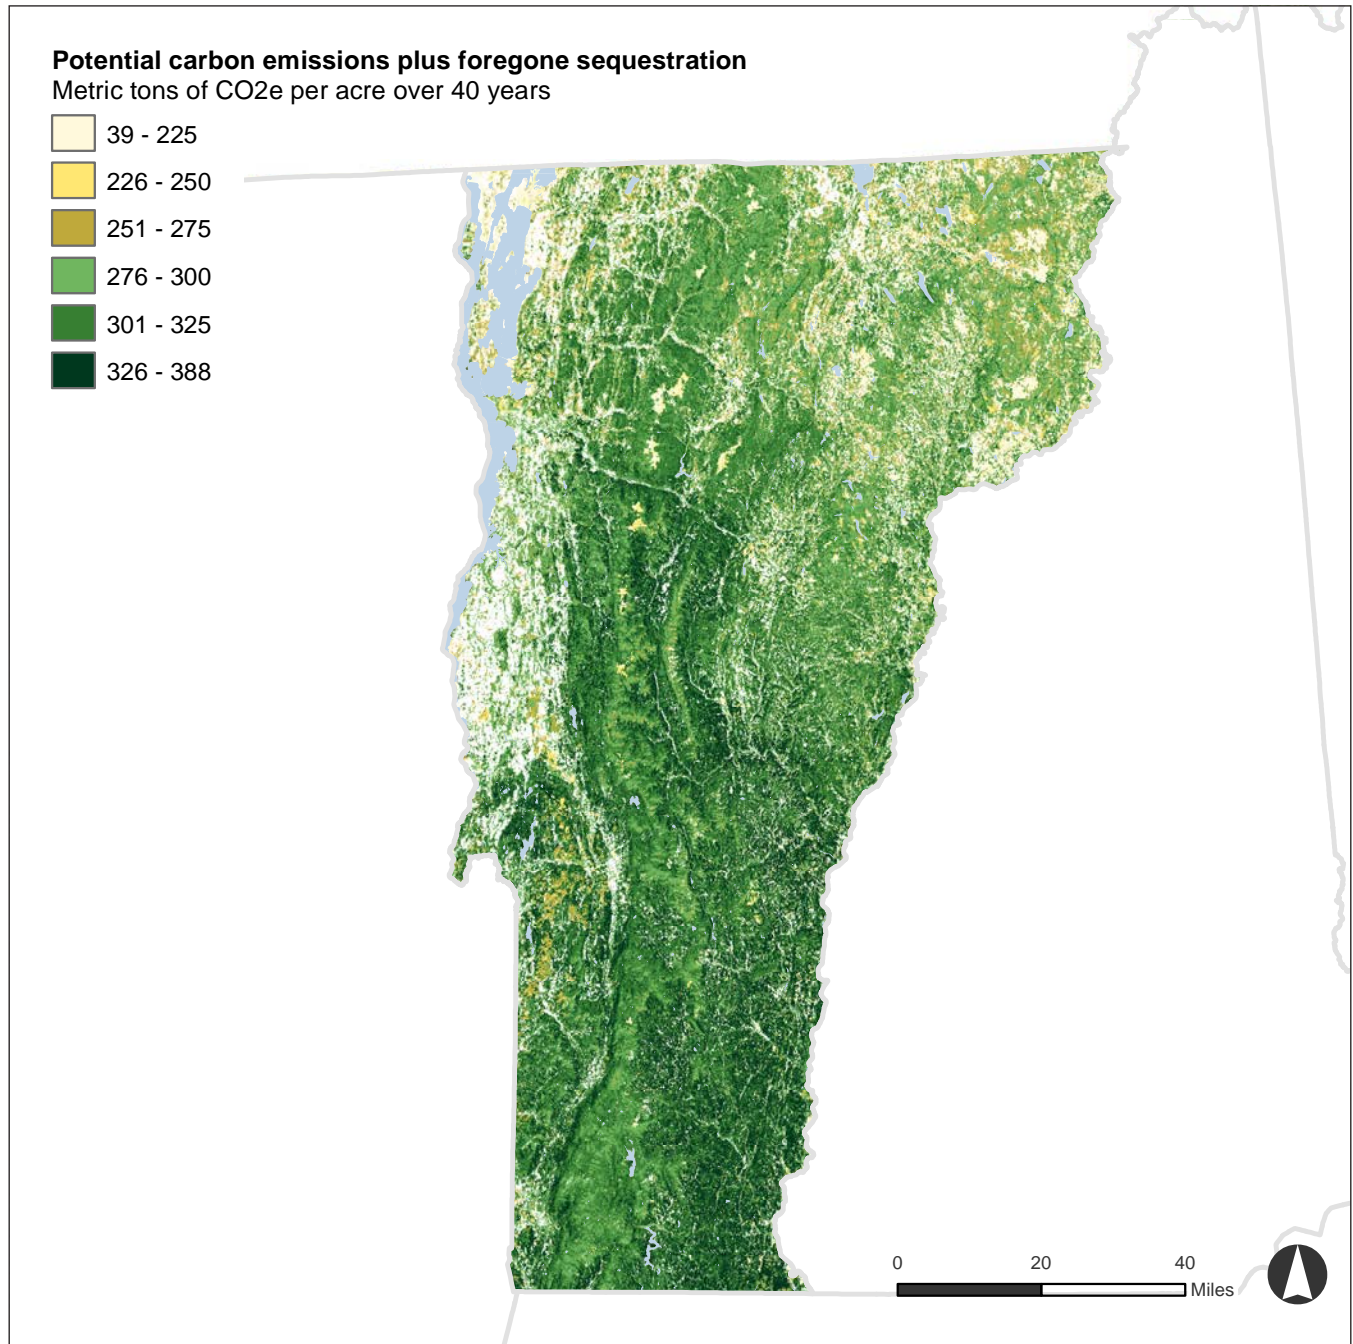 Potential carbon emissions plus foregone sequestration
Metric tons of CO2e per acre over 40 years
39 - 225
226 - 250
251 - 275
276 - 300
301 - 325
326 - 388
0 20 40
Miles